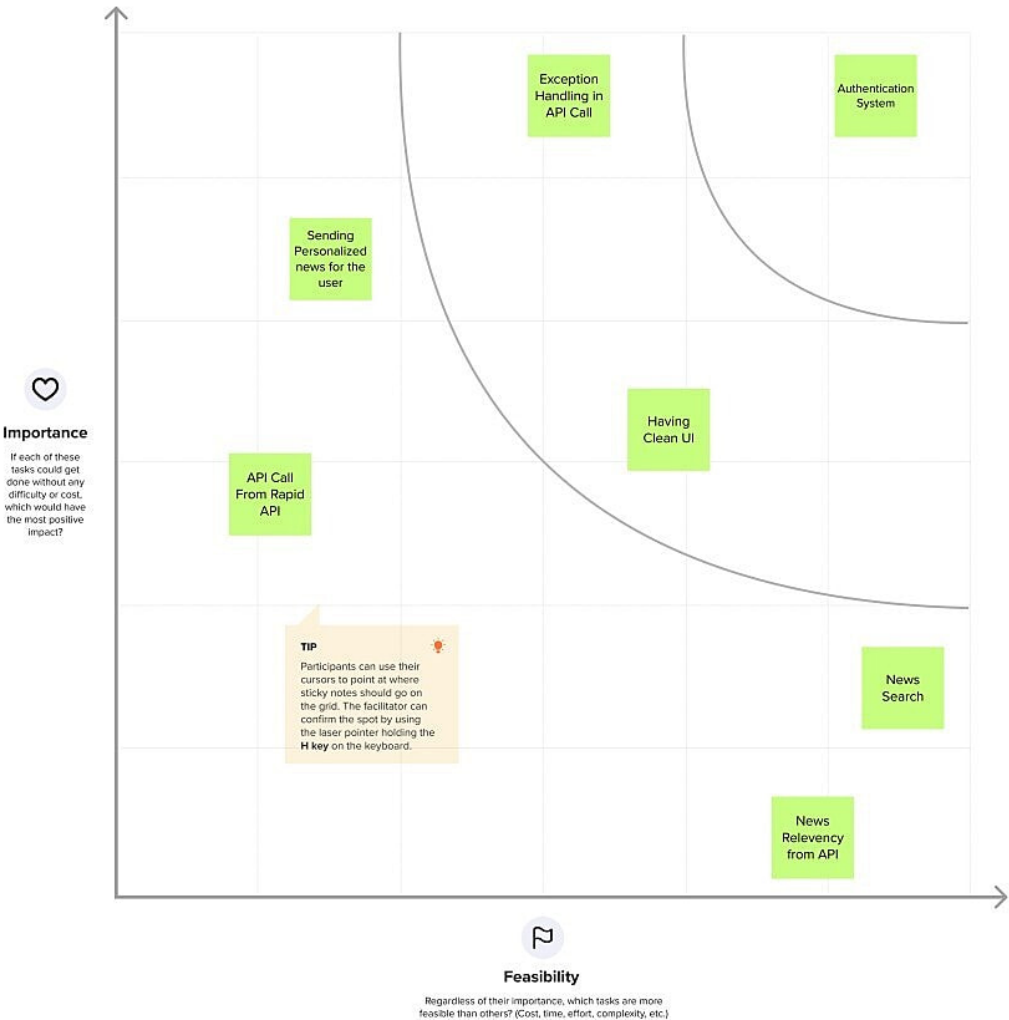 Exception
Handling in
API Call
Authentication
System
Sending
Personalized
news for the
user
Having
Clean UI
API Call
From Rapid
API
Importance
If each of these
tasks could get
done without any
difficulty or cost,
which would have
the most positive
impact?
TIP
Participants can use their
cursors to point at where
sticky notes should go on
the grid. The facilitator can
confirm the spot by using
the laser pointer holding the
H key on the keyboard.
News
Search
News
Relevency
from API
Feasibility
Regardless of their importance, which tasks are more
feasible than others? (Cost, time, effort, complexity, etc.)